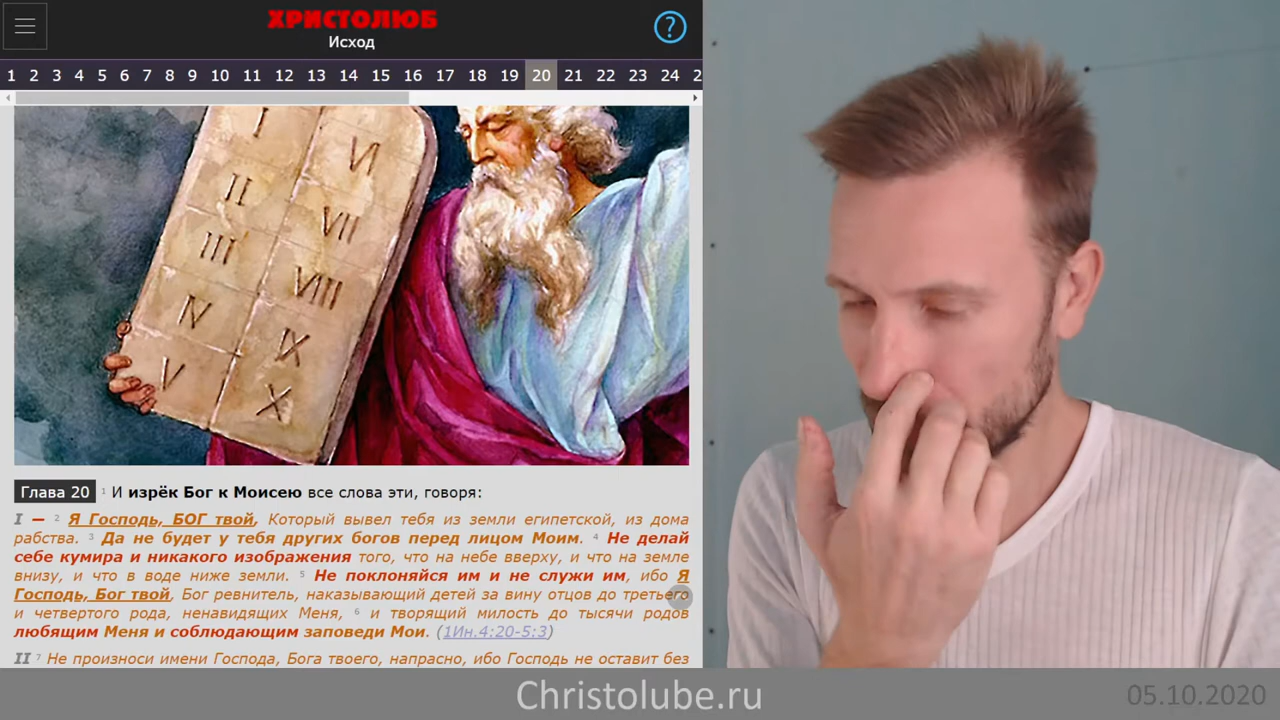 ХРИСТОЛЮБ
Исход
?
1 2 3 4 5 6 7 8 9 10 11 12 13 14 15 16 17 18 19 20 21 22 23 24 2
I VI
II VII
III VIII
IV IX
V X
Глава 20 1 И изрёк Бог к Моисею все слова эти, говоря:
I — 2 Я Господь, БОГ твой, Который вывел тебя из земли египетской, из дома
рабства. 3 Да не будет у тебя других богов перед лицом Моим. 4 Не делай
себе кумира и никакого изображения того, что на небе вверху, и что на земле
внизу, и что в воде ниже земли. 5 Не поклоняйся им и не служи им, ибо Я
Господь, Бог твой, Бог ревнитель, наказывающий детей за вину отцов до третьего
и четвертого рода, ненавидящих Меня, 6 и творящий милость до тысячи родов
любящим Меня и соблюдающим заповеди Мои. (1Ин.4:20-5:3)
II 7 Не произноси имени Господа, Бога твоего, напрасно, ибо Господь не оставит без
Christolube.ru
05.10.2020